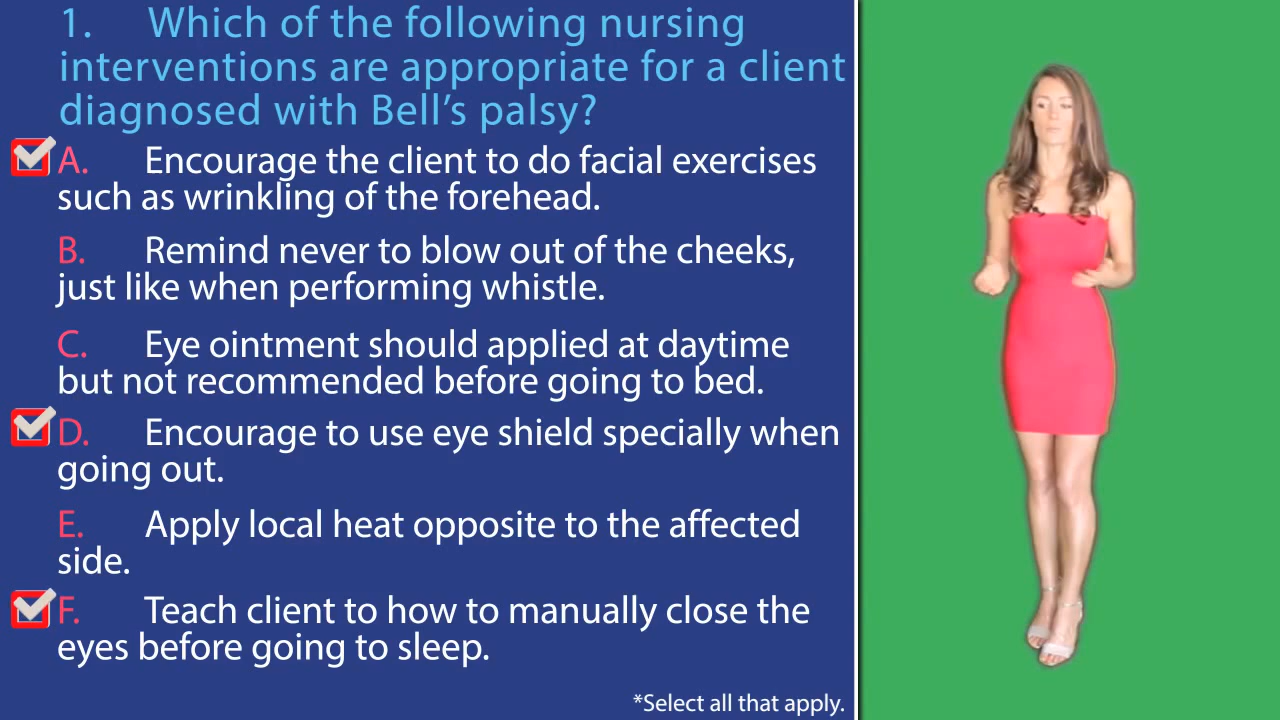 1. Which of the following nursing
interventions are appropriate for a client
diagnosed with Bell’s palsy?
A. Encourage the client to do facial exercises
such as wrinkling of the forehead.
B. Remind never to blow out of the cheeks,
just like when performing whistle.
C. Eye ointment should applied at daytime
but not recommended before going to bed.
D. Encourage to use eye shield specially when
going out.
E. Apply local heat opposite to the affected
side.
F. Teach client to how to manually close the
eyes before going to sleep.
*Select all that apply.